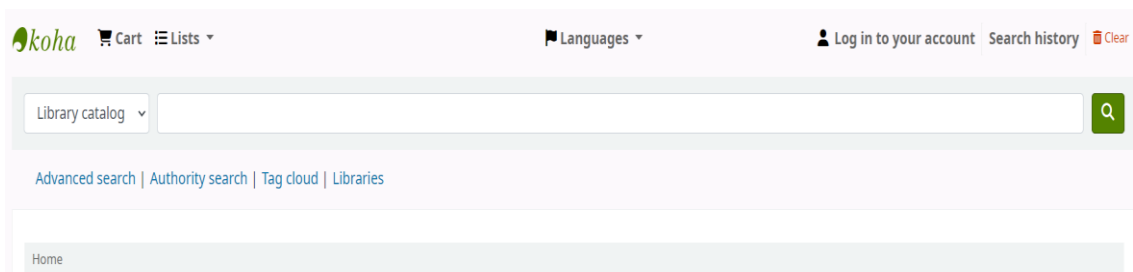 koha Cart Lists Languages Log in to your account Search history Clear
Library catalog
Advanced search | Authority search | Tag cloud | Libraries
Home